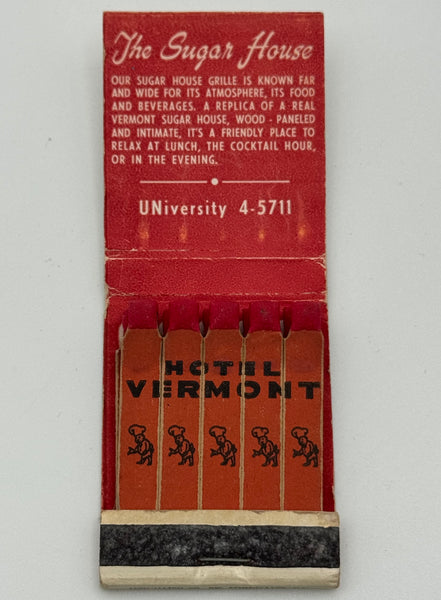 The Sugar House
OUR SUGAR HOUSE GRILLE IS KNOWN FAR
AND WIDE FOR ITS ATMOSPHERE, ITS FOOD
AND BEVERAGES. A REPLICA OF A REAL
VERMONT SUGAR HOUSE, WOOD - PANELED
AND INTIMATE, IT'S A FRIENDLY PLACE TO
RELAX AT LUNCH, THE COCKTAIL HOUR,
OR IN THE EVENING.
UNiversity 4-5711
HOTEL
VERMONT